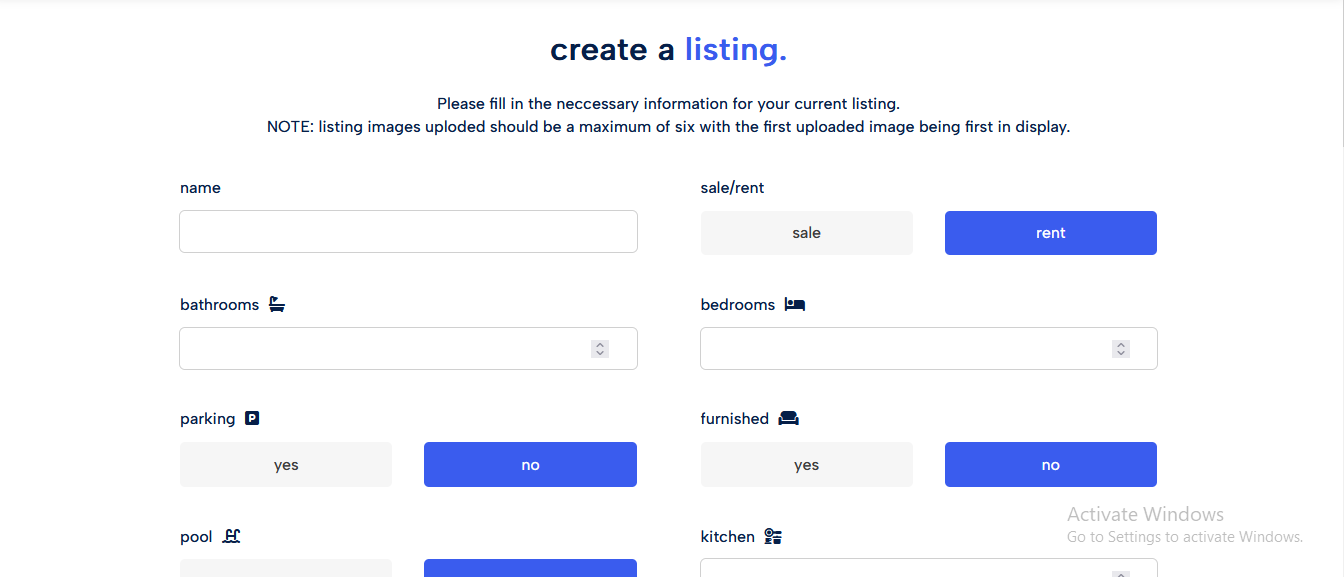 create a listing.
Please fill in the neccessary information for your current listing.
NOTE: listing images uploded should be a maximum of six with the first uploaded image being first in display.
name
sale/rent
sale
rent
bathrooms
bedrooms
parking P
furnished
yes
no
yes
no
pool
kitchen
Activate Windows
Go to Settings to activate Windows.